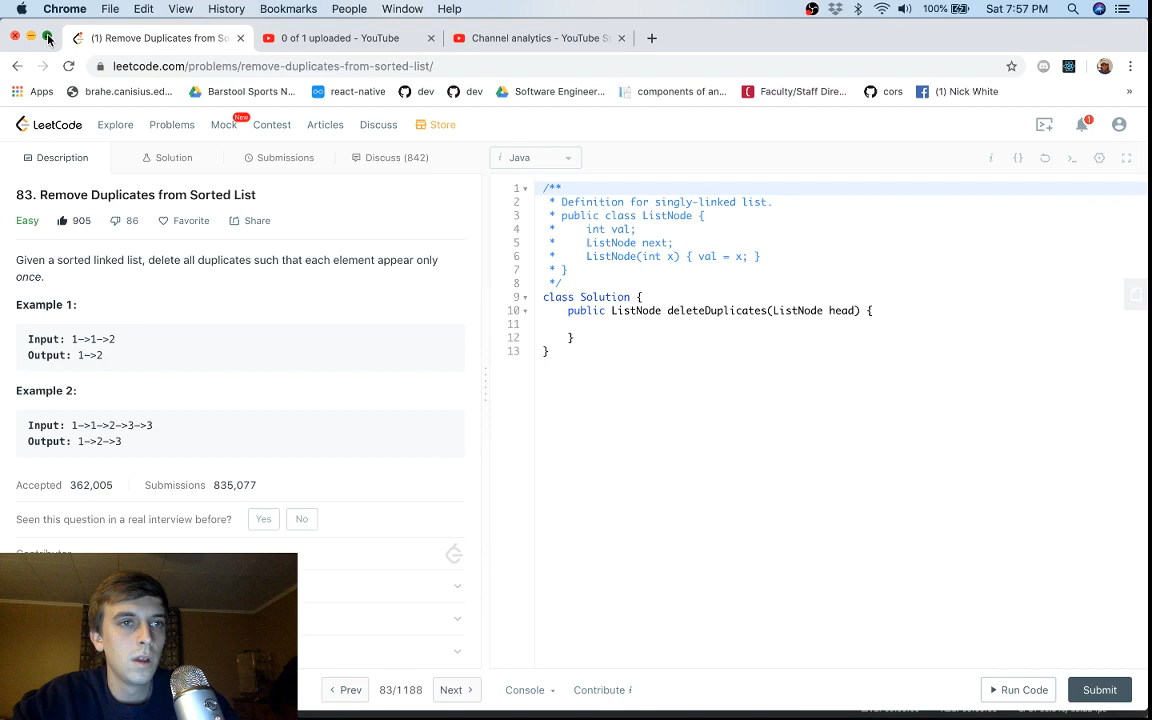 Chrome File Edit View History Bookmarks People Window Help 100% Sat 7:57 PM
(1) Remove Duplicates from So 0 of 1 uploaded - YouTube Channel analytics - YouTube S
leetcode.com/problems/remove-duplicates-from-sorted-list/
Apps brahe.canisius.ed... Barstool Sports N... react-native dev dev Software Engineer... components of an... Faculty/Staff Dire... cors (1) Nick White »
LeetCode Explore Problems Mock New Contest Articles Discuss Store 1
Description Solution Submissions Discuss (842) i Java
83. Remove Duplicates from Sorted List
Easy 905 86 Favorite Share
Given a sorted linked list, delete all duplicates such that each element appear only
once.
Example 1:
Input: 1->1->2
Output: 1->2
Example 2:
Input: 1->1->2->3->3
Output: 1->2->3
Accepted 362,005 Submissions 835,077
Seen this question in a real interview before? Yes No
Contributor
1 /**
2 * Definition for singly-linked list.
3 * public class ListNode {
4 * int val;
5 * ListNode next;
6 * ListNode(int x) { val = x; }
7 * }
8 */
9 class Solution {
10 public ListNode deleteDuplicates(ListNode head) {
11
12 }
13 }
Prev 83/1188 Next Console Contribute i Run Code Submit